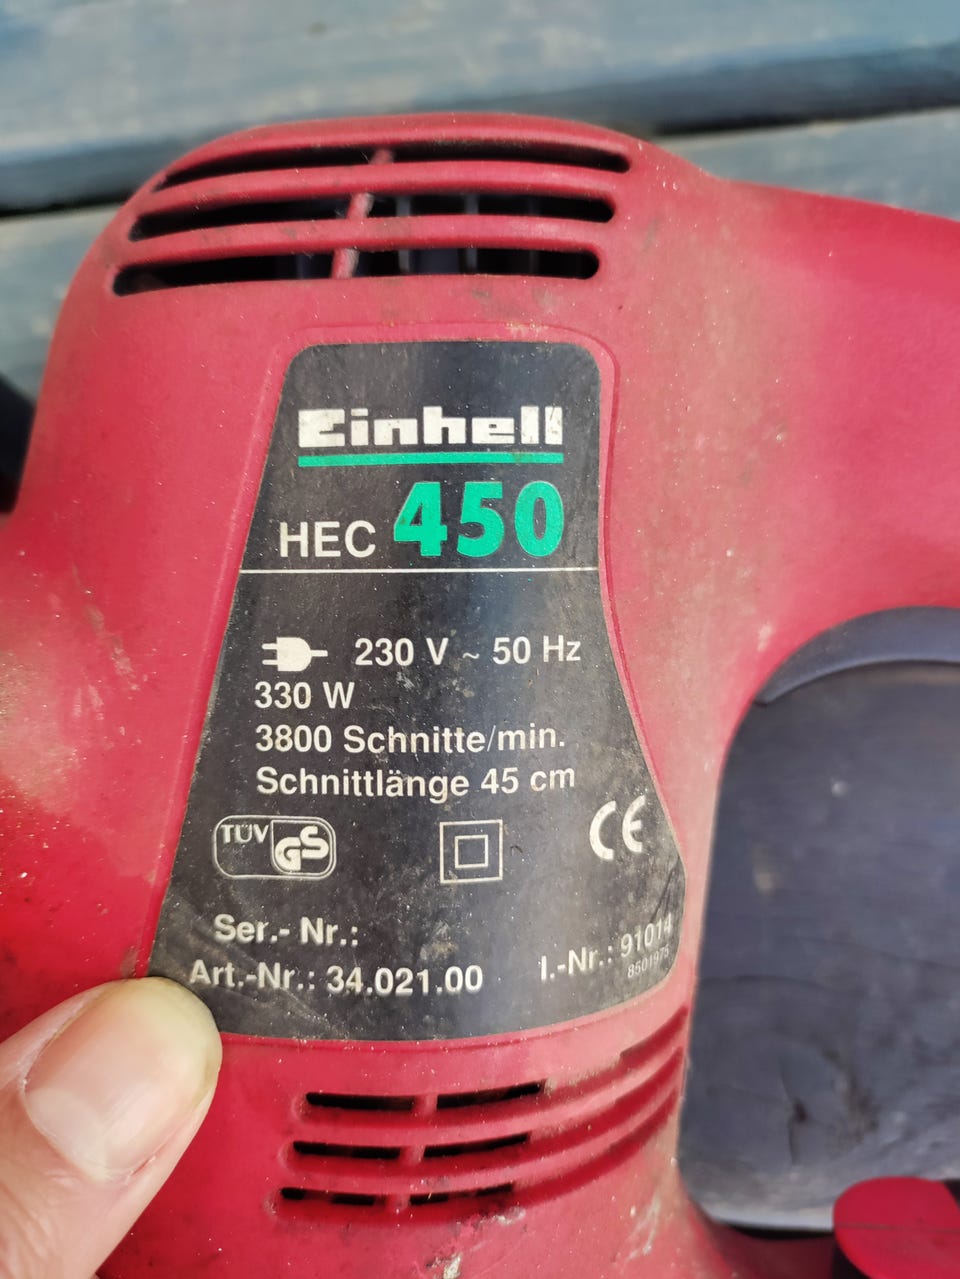 Einhell
HEC 450
230 V ~ 50 Hz
330 W
3800 Schnitte/min.
Schnittlänge 45 cm
TÜV GS
CE
Ser.- Nr.:
Art.-Nr.: 34.021.00
I.-Nr.: 91014
8501975